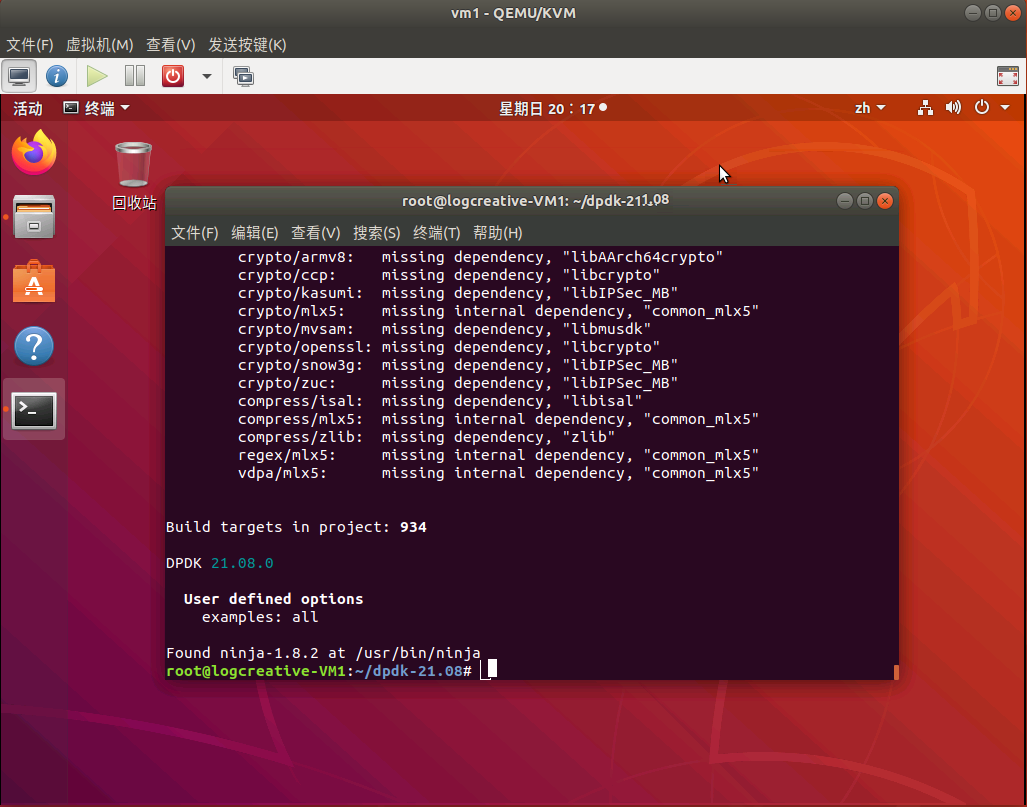 vm1 - QEMU/KVM
文件(F) 虚拟机(M) 查看(V) 发送按键(K)
活动 终端 星期日 20：17 zh
回收站
root@logcreative-VM1: ~/dpdk-21.08
文件(F) 编辑(E) 查看(V) 搜索(S) 终端(T) 帮助(H)
crypto/armv8: missing dependency, "libAArch64crypto"
crypto/ccp: missing dependency, "libcrypto"
crypto/kasumi: missing dependency, "libIPSec_MB"
crypto/mlx5: missing internal dependency, "common_mlx5"
crypto/mvsam: missing dependency, "libmusdk"
crypto/openssl: missing dependency, "libcrypto"
crypto/snow3g: missing dependency, "libIPSec_MB"
crypto/zuc: missing dependency, "libIPSec_MB"
compress/isal: missing dependency, "libisal"
compress/mlx5: missing internal dependency, "common_mlx5"
compress/zlib: missing dependency, "zlib"
regex/mlx5: missing internal dependency, "common_mlx5"
vdpa/mlx5: missing internal dependency, "common_mlx5"
Build targets in project: 934
DPDK 21.08.0
User defined options
examples: all
Found ninja-1.8.2 at /usr/bin/ninja
root@logcreative-VM1:~/dpdk-21.08#